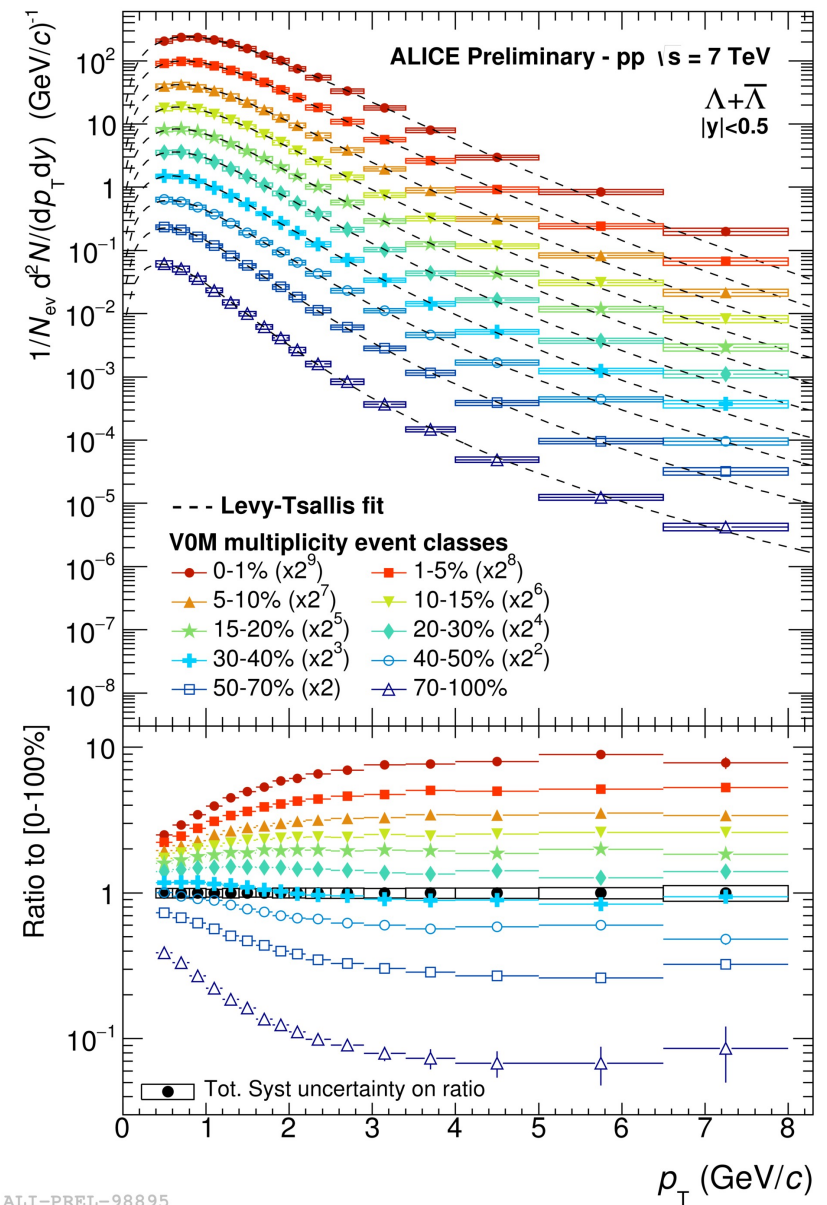 1/N_ev d²N/(dp_T dy) (GeV/c)⁻¹
ALICE Preliminary - pp √s = 7 TeV
Λ+Λ̅
|y|<0.5
10²
10
1
10⁻¹
10⁻²
10⁻³
10⁻⁴
10⁻⁵
10⁻⁶
10⁻⁷
10⁻⁸
Levy-Tsallis fit
V0M multiplicity event classes
0-1% (x2⁹) 1-5% (x2⁸)
5-10% (x2⁷) 10-15% (x2⁶)
15-20% (x2⁵) 20-30% (x2⁴)
30-40% (x2³) 40-50% (x2²)
50-70% (x2) 70-100%
Ratio to [0-100%]
10
1
10⁻¹
Tot. Syst uncertainty on ratio
0 1 2 3 4 5 6 7 8
p_T (GeV/c)
ALI-PREL-98895